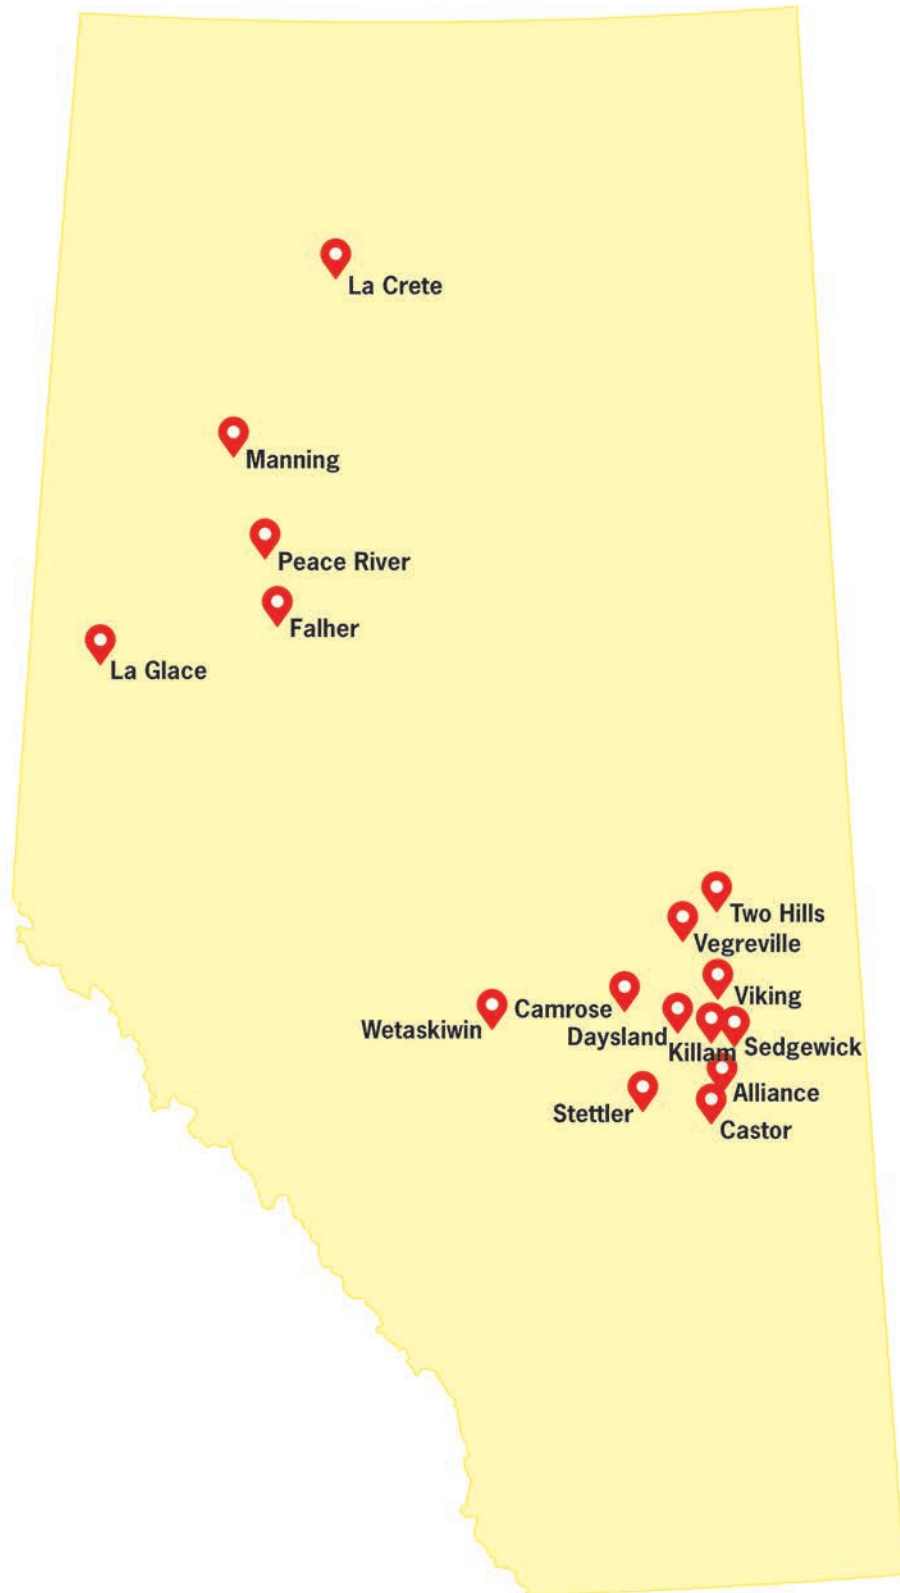 La Crete
Manning
Peace River
Falher
La Glace
Two Hills
Vegreville
Viking
Camrose
Wetaskiwin
Daysland
Killam
Sedgewick
Alliance
Stettler
Castor